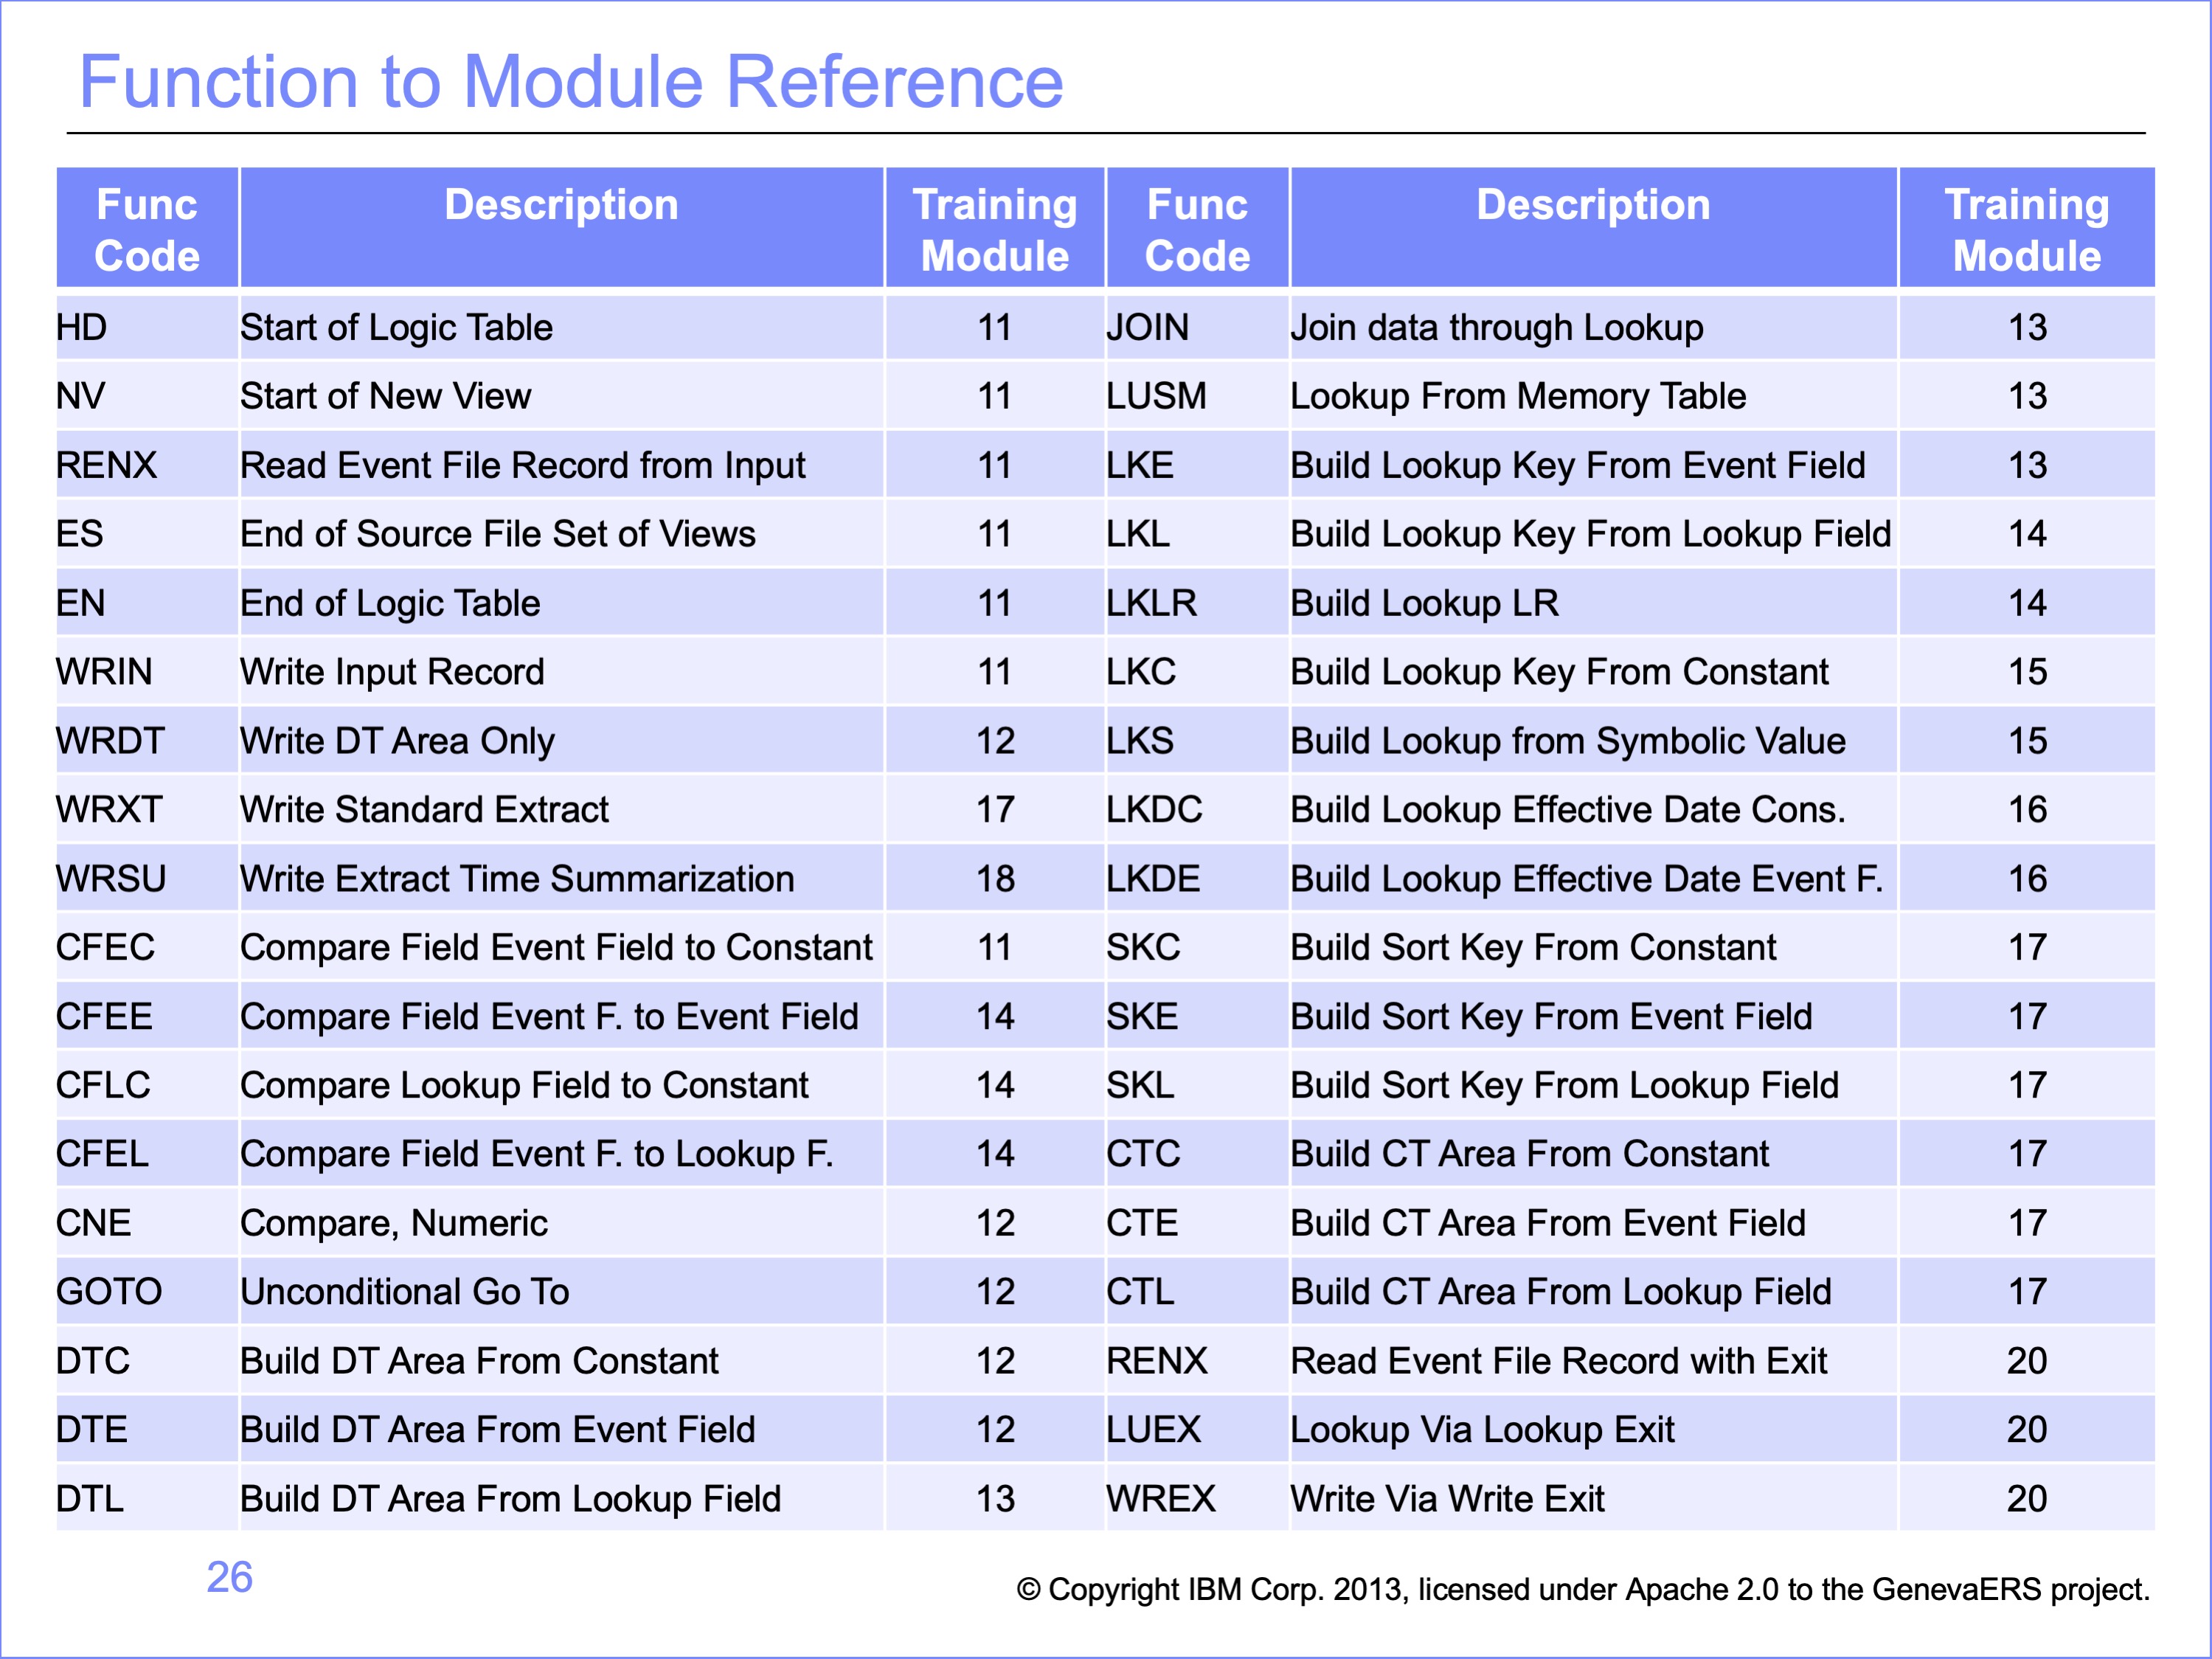 Function to Module Reference
Func Code Description Training Module Func Code Description Training Module
HD Start of Logic Table 11 JOIN Join data through Lookup 13
NV Start of New View 11 LUSM Lookup From Memory Table 13
RENX Read Event File Record from Input 11 LKE Build Lookup Key From Event Field 13
ES End of Source File Set of Views 11 LKL Build Lookup Key From Lookup Field 14
EN End of Logic Table 11 LKLR Build Lookup LR 14
WRIN Write Input Record 11 LKC Build Lookup Key From Constant 15
WRDT Write DT Area Only 12 LKS Build Lookup from Symbolic Value 15
WRXT Write Standard Extract 17 LKDC Build Lookup Effective Date Cons. 16
WRSU Write Extract Time Summarization 18 LKDE Build Lookup Effective Date Event F. 16
CFEC Compare Field Event Field to Constant 11 SKC Build Sort Key From Constant 17
CFEE Compare Field Event F. to Event Field 14 SKE Build Sort Key From Event Field 17
CFLC Compare Lookup Field to Constant 14 SKL Build Sort Key From Lookup Field 17
CFEL Compare Field Event F. to Lookup F. 14 CTC Build CT Area From Constant 17
CNE Compare, Numeric 12 CTE Build CT Area From Event Field 17
GOTO Unconditional Go To 12 CTL Build CT Area From Lookup Field 17
DTC Build DT Area From Constant 12 RENX Read Event File Record with Exit 20
DTE Build DT Area From Event Field 12 LUEX Lookup Via Lookup Exit 20
DTL Build DT Area From Lookup Field 13 WREX Write Via Write Exit 20
26
© Copyright IBM Corp. 2013, licensed under Apache 2.0 to the GenevaERS project.